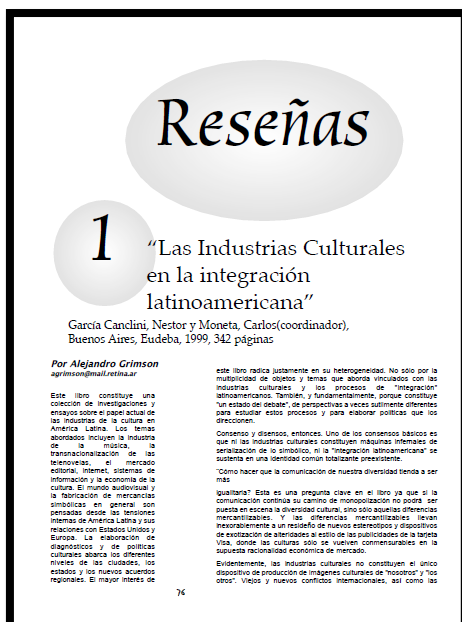 Reseñas
1
“Las Industrias Culturales
en la integración
latinoamericana”
García Canclini, Nestor y Moneta, Carlos(coordinador),
Buenos Aires, Eudeba, 1999, 342 páginas
Por Alejandro Grimson
agrimson@mail.retina.ar
Este libro constituye una
colección de investigaciones y
ensayos sobre el papel actual de
las industrias de la cultura en
América Latina. Los temas
abordados incluyen la industria
de la música, la
transnacionalización de las
telenovelas, el mercado
editorial, internet, sistemas de
información y la economía de la
cultura. El mundo audiovisual y
la fabricación de mercancías
simbólicas en general son
pensadas desde las tensiones
internas de América Latina y sus
relaciones con Estados Unidos y
Europa. La elaboración de
diagnósticos y de políticas
culturales abarca los diferentes
niveles de las ciudades, los
estados y los nuevos acuerdos
regionales. El mayor interés de
este libro radica justamente en su heterogeneidad. No sólo por la
multiplicidad de objetos y temas que aborda vinculados con las
industrias culturales y los procesos de "integración"
latinoamericanos. También, y fundamentalmente, porque constituye
"un estado del debate", de perspectivas a veces sutilmente diferentes
para estudiar estos procesos y para elaborar políticas que los
direccionen.
Consenso y disensos, entonces. Uno de los consensos básicos es
que ni las industrias culturales constituyen máquinas infernales de
serialización de lo simbólico, ni la "integración latinoamericana" se
sustenta en una identidad común totalizante preexistente.
"Cómo hacer que la comunicación de nuestra diversidad tienda a ser
más
igualitaria? Esta es una pregunta clave en el libro ya que si la
comunicación continúa su camino de monopolización no podrá ser
puesta en escena la diversidad cultural, sino sólo aquellas diferencias
mercantilizables. Y las diferencias mercantilizables llevan
inexorablemente a un rediseño de nuevos estereotipos y dispositivos
de exotización de alteridades al estilo de las publicidades de la tarjeta
Visa, donde las culturas sólo se vuelven conmensurables en la
supuesta racionalidad económica de mercado.
Evidentemente, las industrias culturales no constituyen el único
dispositivo de producción de imágenes culturales de "nosotros" y "los
otros". Viejos y nuevos conflictos internacionales, así como las
76